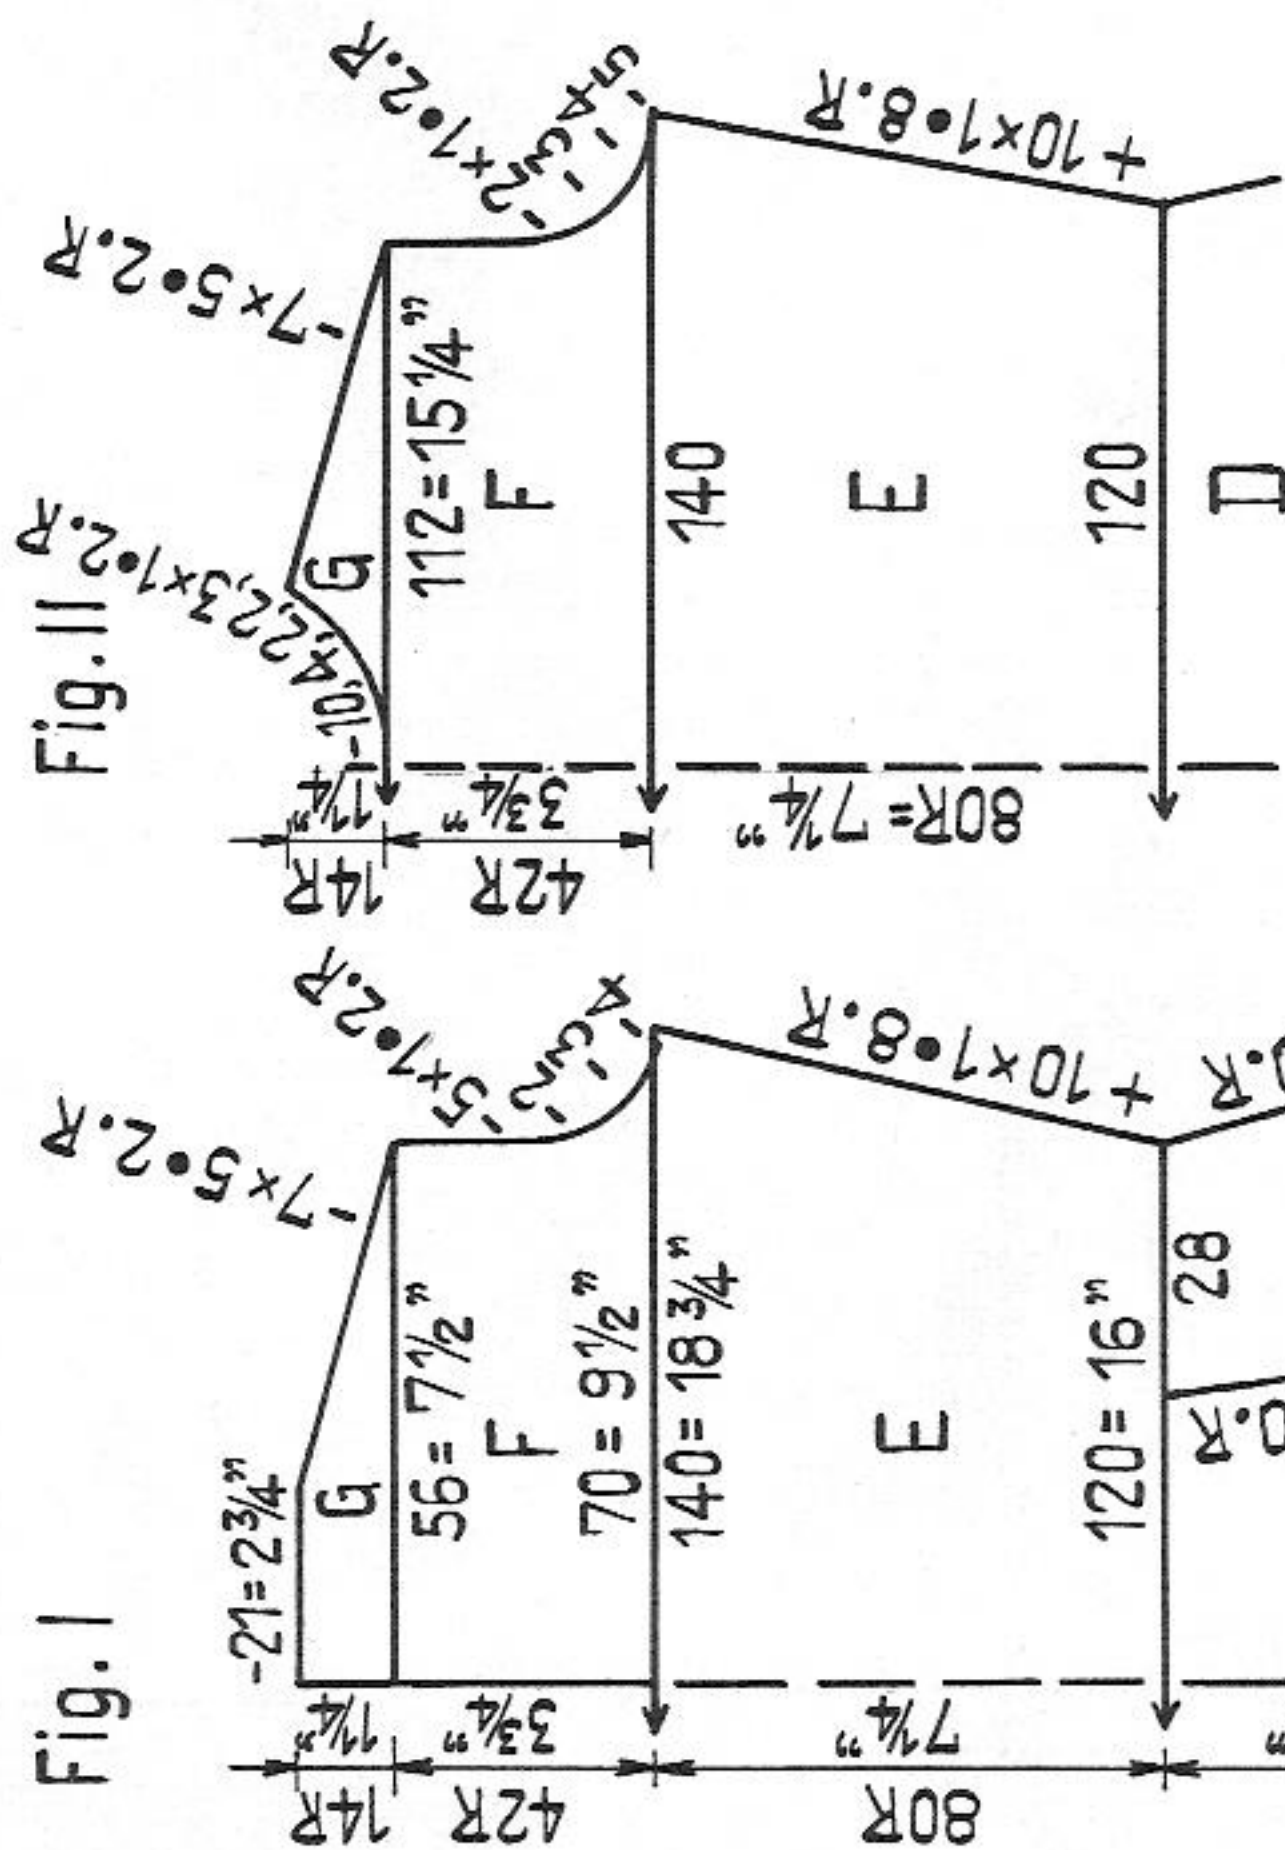 Fig. I
-21=2¾"
-7×5•2.R
14R
1¼"
G
56=7½"
-5×1•2.R
-2
-3
-4
42R
3¾"
F
70=9½"
140=18¾"
+10×1•8.R
80R
7¼"
E
120=16"
28
Fig. II
-10,4,2,2,3×1•2.R
-7×5•2.R
14R
1¼"
G
112=15¼"
-2×1•2.R
-3
-4
-5
42R
3¾"
F
140
+10×1•8.R
80R=7¼"
E
120
D